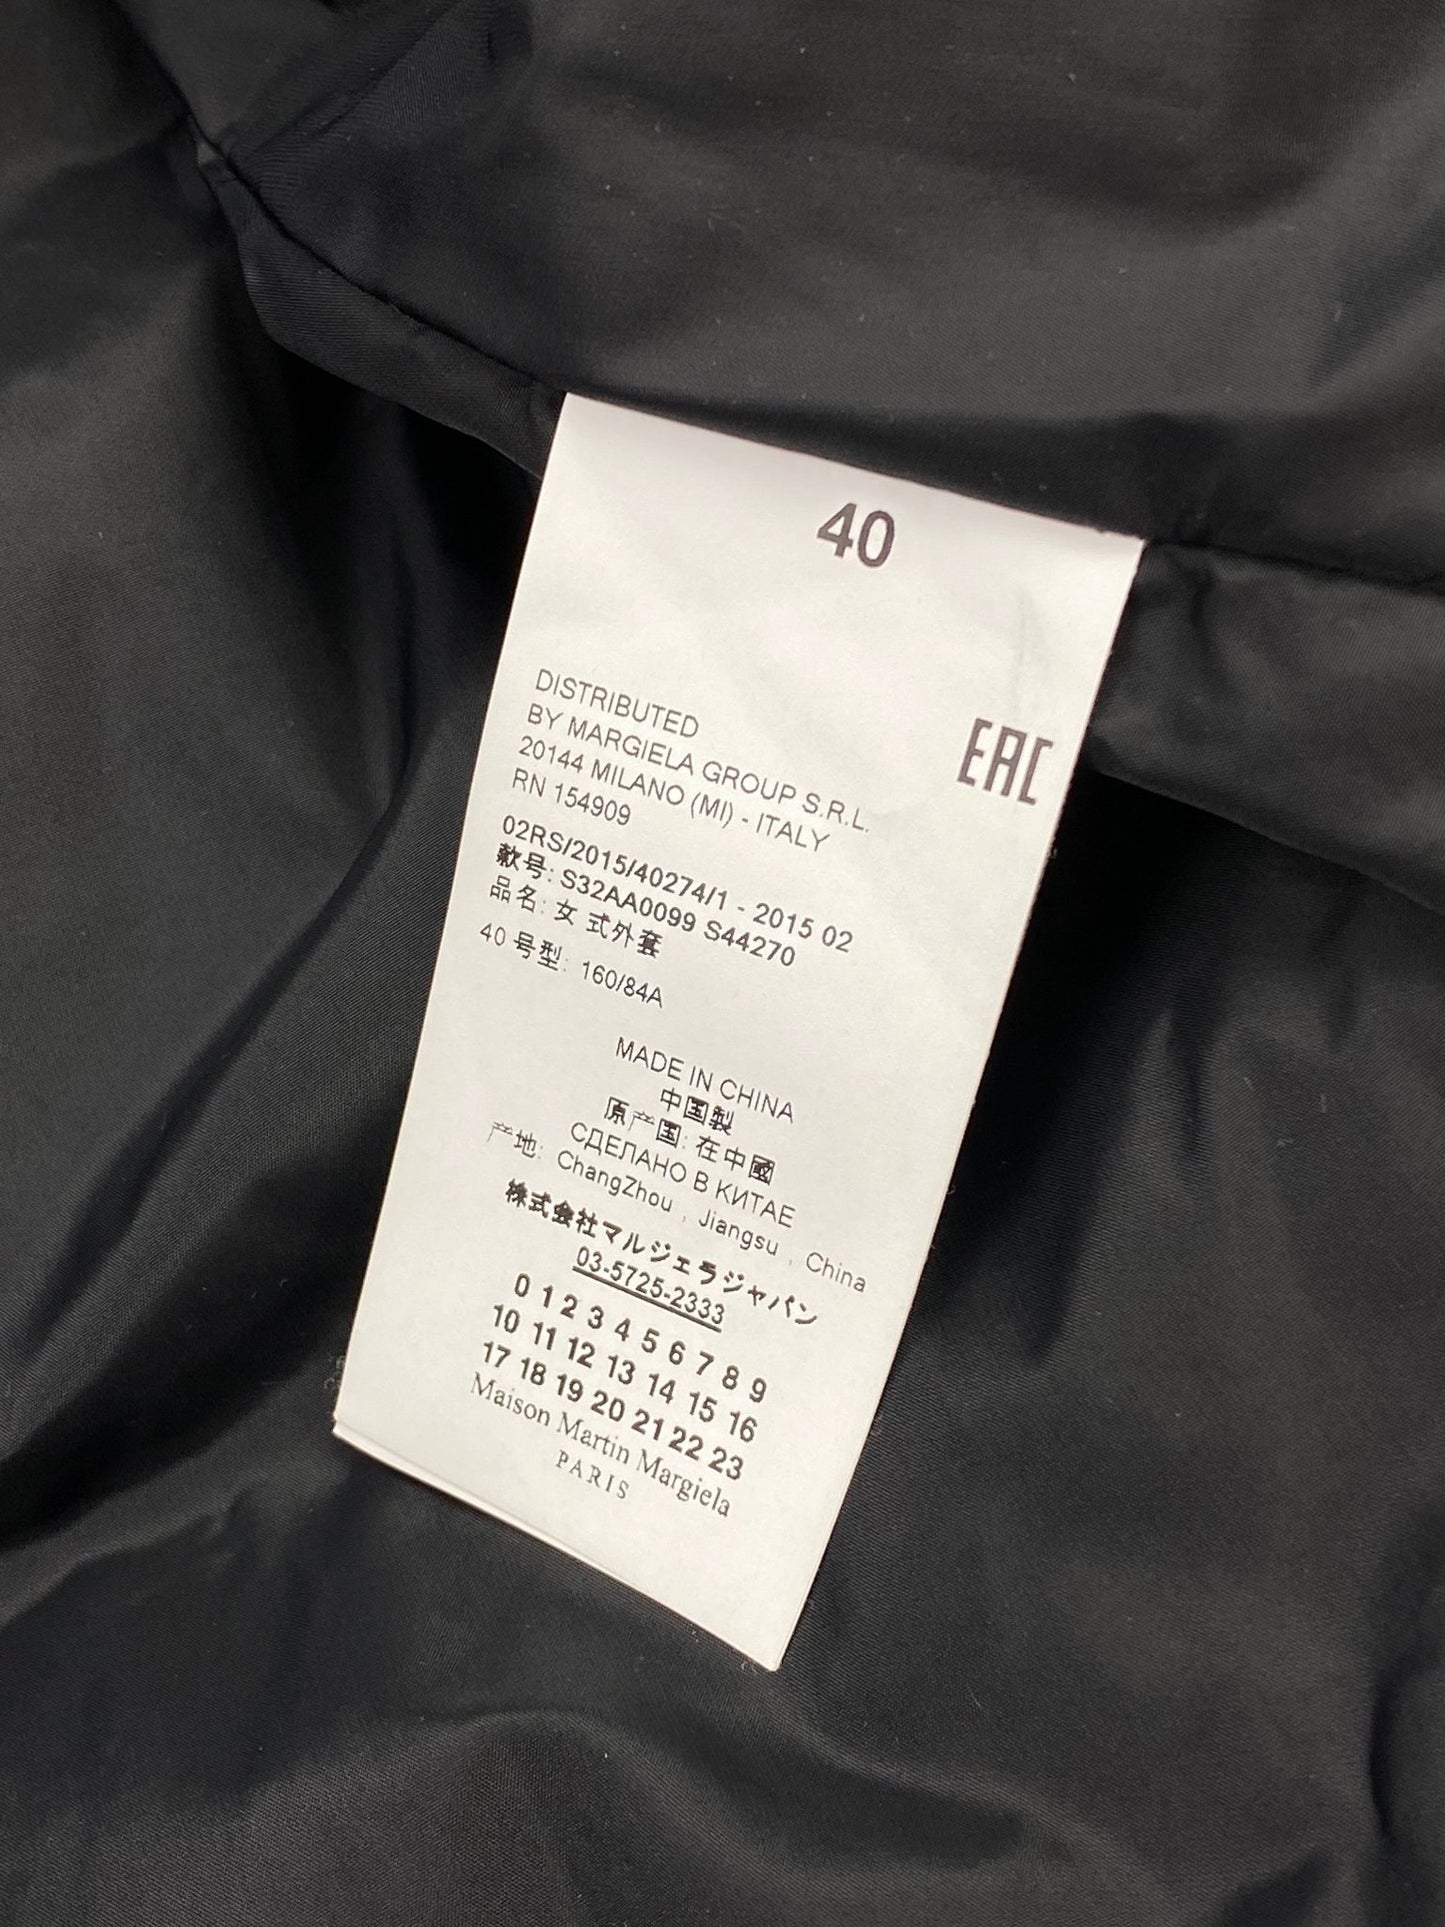 40
DISTRIBUTED
BY MARGIELA GROUP S.R.L.
20144 MILANO (MI) - ITALY
RN 154909
EAC
02RS/2015/40274/1 - 2015 02
款号: S32AA0099 S44270
品名: 女 式外套
40 号型: 160/84A
MADE IN CHINA
中国製
原产国: 在中國
СДЕЛАНО В КИТАЕ
产地: ChangZhou , Jiangsu , China
株式会社マルジェラジャパン
03-5725-2333
0 1 2 3 4 5 6 7 8 9
10 11 12 13 14 15 16
17 18 19 20 21 22 23
Maison Martin Margiela
PARIS